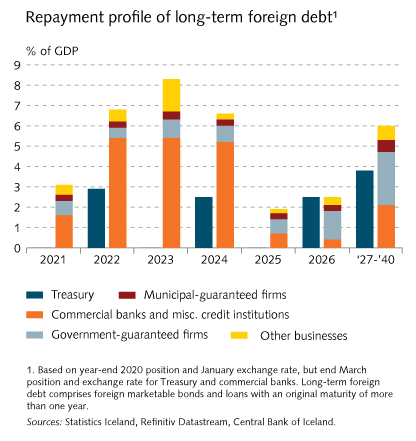 Repayment profile of long-term foreign debt¹
% of GDP
9
8
7
6
5
4
3
2
1
0
2021 2022 2023 2024 2025 2026 '27-'40
Treasury Municipal-guaranteed firms
Commercial banks and misc. credit institutions
Government-guaranteed firms Other businesses
1. Based on year-end 2020 position and January exchange rate, but end March
position and exchange rate for Treasury and commercial banks. Long-term foreign
debt comprises foreign marketable bonds and loans with an original maturity of more
than one year.
Sources: Statistics Iceland, Refinitiv Datastream, Central Bank of Iceland.